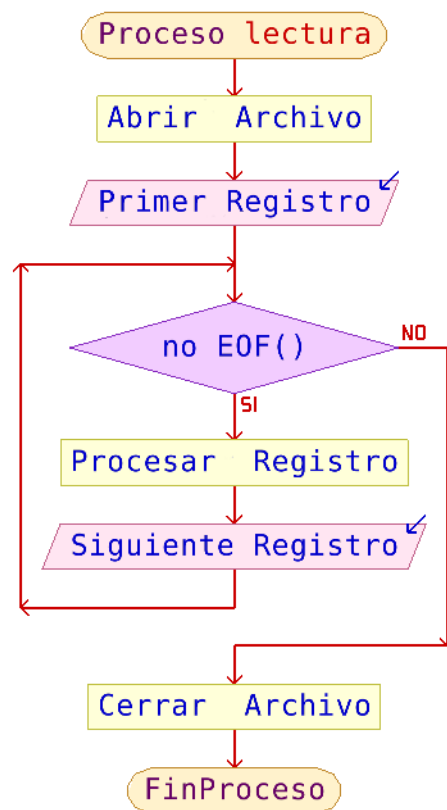 Proceso lectura
Abrir Archivo
Primer Registro
no EOF()
NO
SI
Procesar Registro
Siguiente Registro
Cerrar Archivo
FinProceso